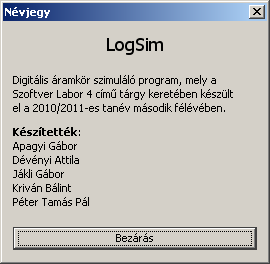 Névjegy
LogSim
Digitális áramkör szimuláló program, mely a
Szoftver Labor 4 című tárgy keretében készült
el a 2010/2011-es tanév második félévében.
Készítették:
Apagyi Gábor
Dévényi Attila
Jákli Gábor
Kriván Bálint
Péter Tamás Pál
Bezárás